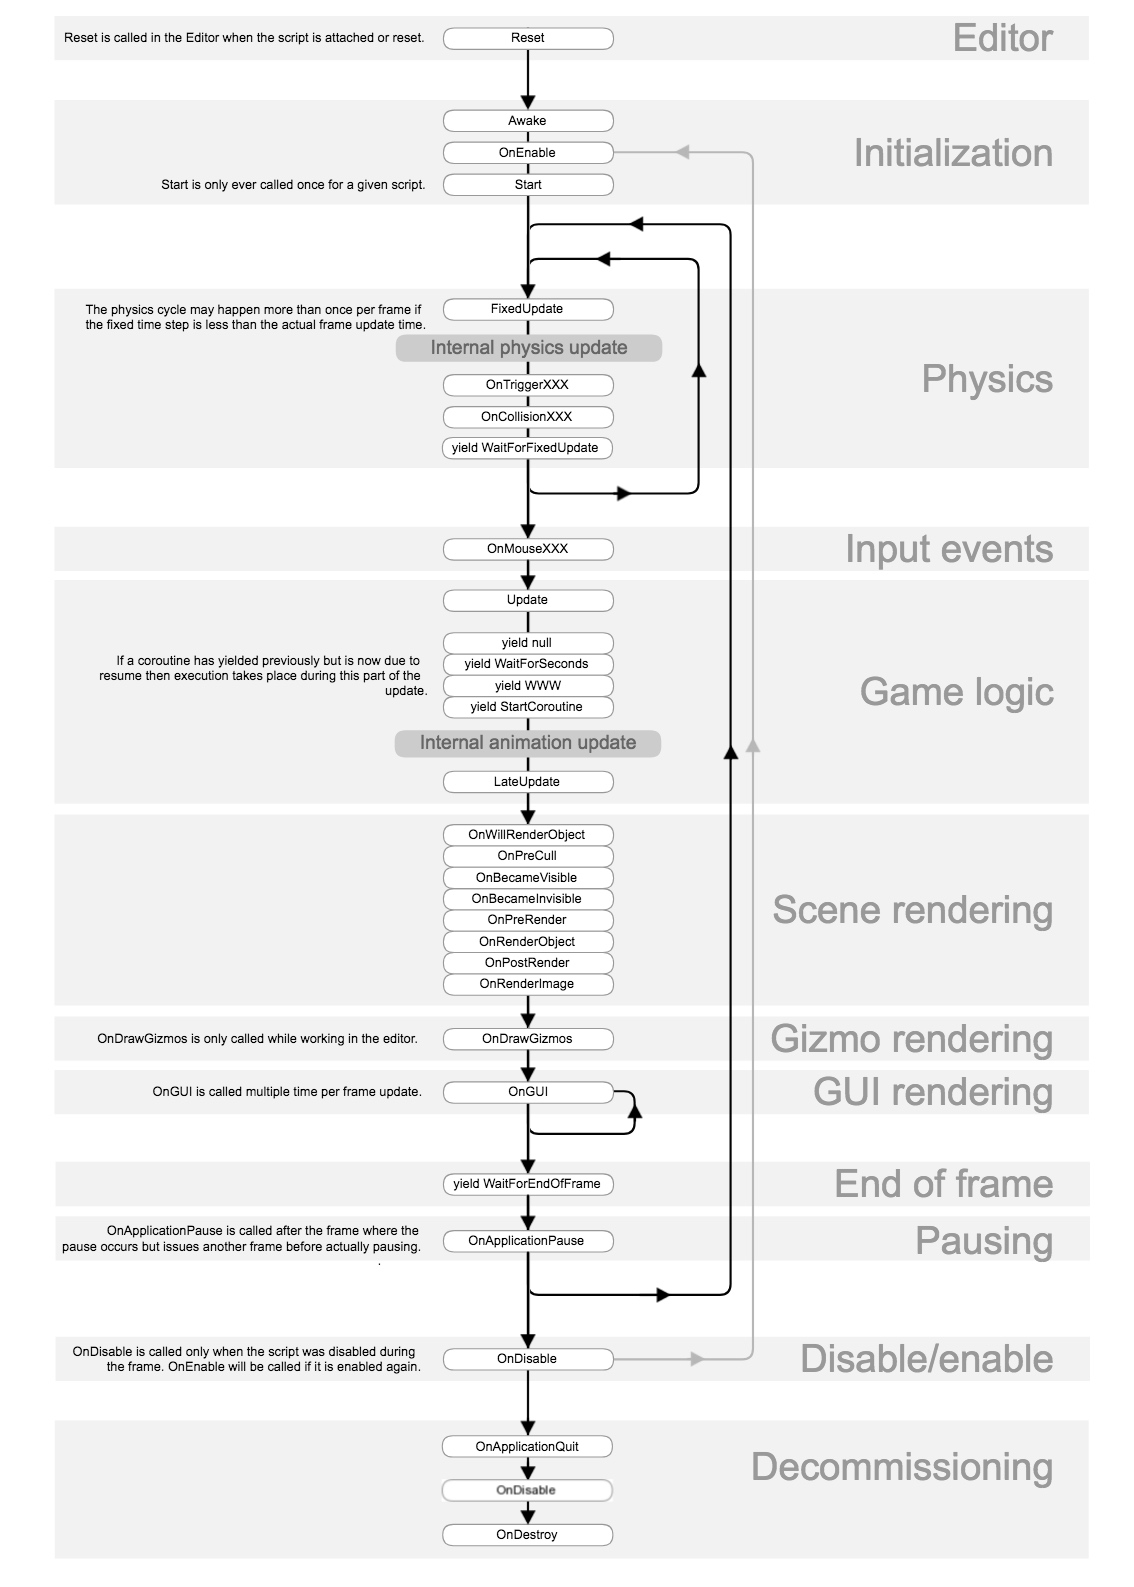 Reset is called in the Editor when the script is attached or reset.
Reset
Editor
Awake
OnEnable
Initialization
Start is only ever called once for a given script.
Start
The physics cycle may happen more than once per frame if
the fixed time step is less than the actual frame update time.
FixedUpdate
Internal physics update
Physics
OnTriggerXXX
OnCollisionXXX
yield WaitForFixedUpdate
OnMouseXXX
Input events
Update
yield null
If a coroutine has yielded previously but is now due to
resume then execution takes place during this part of the
update.
yield WaitForSeconds
yield WWW
yield StartCoroutine
Game logic
Internal animation update
LateUpdate
OnWillRenderObject
OnPreCull
OnBecameVisible
OnBecameInvisible
OnPreRender
OnRenderObject
OnPostRender
OnRenderImage
Scene rendering
OnDrawGizmos is only called while working in the editor.
OnDrawGizmos
Gizmo rendering
OnGUI is called multiple time per frame update.
OnGUI
GUI rendering
yield WaitForEndOfFrame
End of frame
OnApplicationPause is called after the frame where the
pause occurs but issues another frame before actually pausing.
.
OnApplicationPause
Pausing
OnDisable is called only when the script was disabled during
the frame. OnEnable will be called if it is enabled again.
OnDisable
Disable/enable
OnApplicationQuit
Decommissioning
OnDisable
OnDestroy